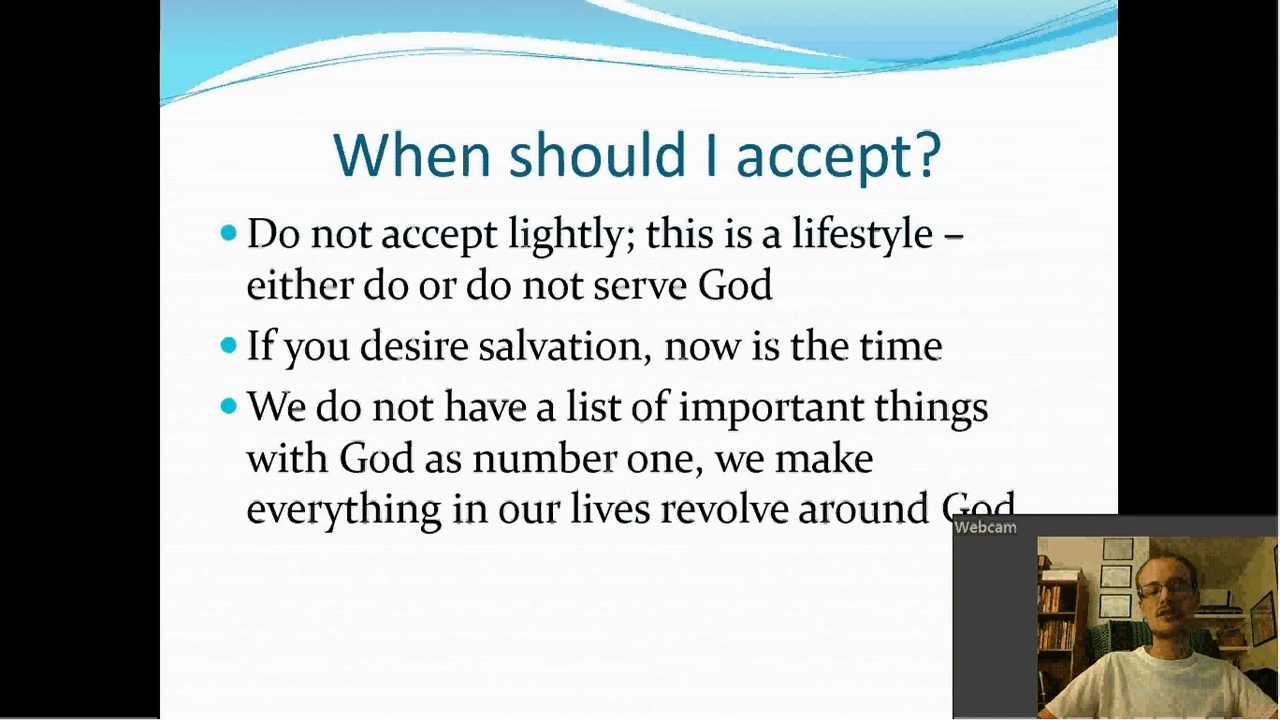 When should I accept?
• Do not accept lightly; this is a lifestyle –
either do or do not serve God
• If you desire salvation, now is the time
• We do not have a list of important things
with God as number one, we make
everything in our lives revolve around God
Webcam